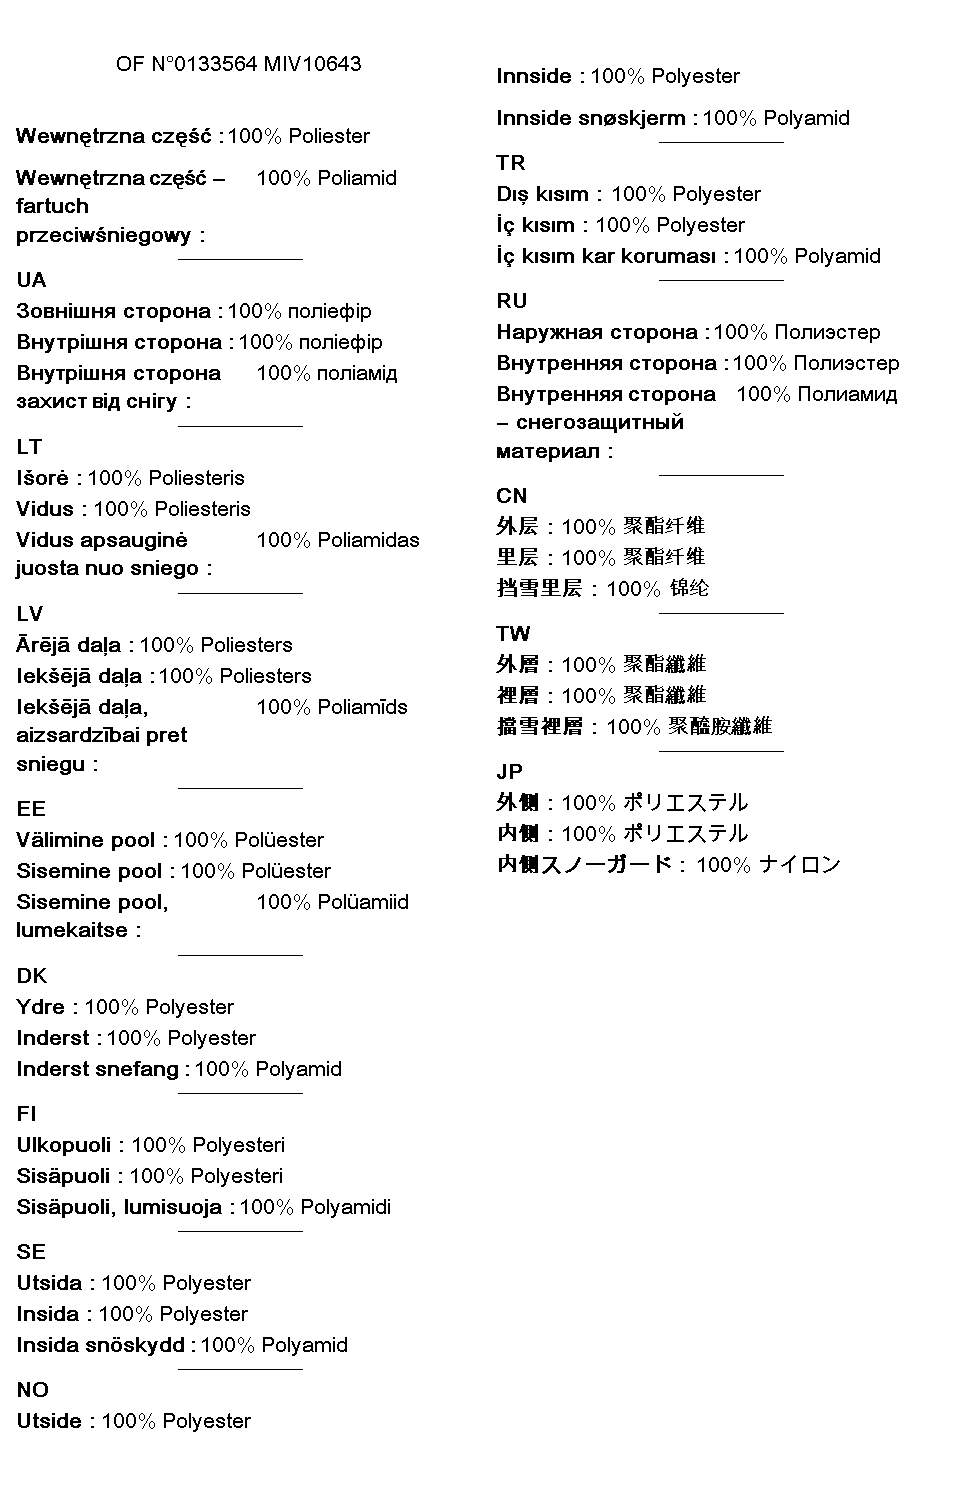 OF N°0133564 MIV10643
Wewnętrzna część : 100% Poliester
Wewnętrzna część – 100% Poliamid
fartuch
przeciwśniegowy :
UA
Зовнішня сторона : 100% поліефір
Внутрішня сторона : 100% поліефір
Внутрішня сторона 100% поліамід
захист від снігу :
LT
Išorė : 100% Poliesteris
Vidus : 100% Poliesteris
Vidus apsauginė 100% Poliamidas
juosta nuo sniego :
LV
Ārējā daļa : 100% Poliesters
Iekšējā daļa : 100% Poliesters
Iekšējā daļa, 100% Poliamīds
aizsardzībai pret
sniegu :
EE
Välimine pool : 100% Polüester
Sisemine pool : 100% Polüester
Sisemine pool, 100% Polüamiid
lumekaitse :
DK
Ydre : 100% Polyester
Inderst : 100% Polyester
Inderst snefang : 100% Polyamid
FI
Ulkopuoli : 100% Polyesteri
Sisäpuoli : 100% Polyesteri
Sisäpuoli, lumisuoja : 100% Polyamidi
SE
Utsida : 100% Polyester
Insida : 100% Polyester
Insida snöskydd : 100% Polyamid
NO
Utside : 100% Polyester
Innside : 100% Polyester
Innside snøskjerm : 100% Polyamid
TR
Dış kısım : 100% Polyester
İç kısım : 100% Polyester
İç kısım kar koruması : 100% Polyamid
RU
Наружная сторона : 100% Полиэстер
Внутренняя сторона : 100% Полиэстер
Внутренняя сторона 100% Полиамид
– снегозащитный
материал :
CN
外层 : 100% 聚酯纤维
里层 : 100% 聚酯纤维
挡雪里层 : 100% 锦纶
TW
外層 : 100% 聚酯纖維
裡層 : 100% 聚酯纖維
擋雪裡層 : 100% 聚醯胺纖維
JP
外側 : 100% ポリエステル
内側 : 100% ポリエステル
内側スノーガード : 100% ナイロン